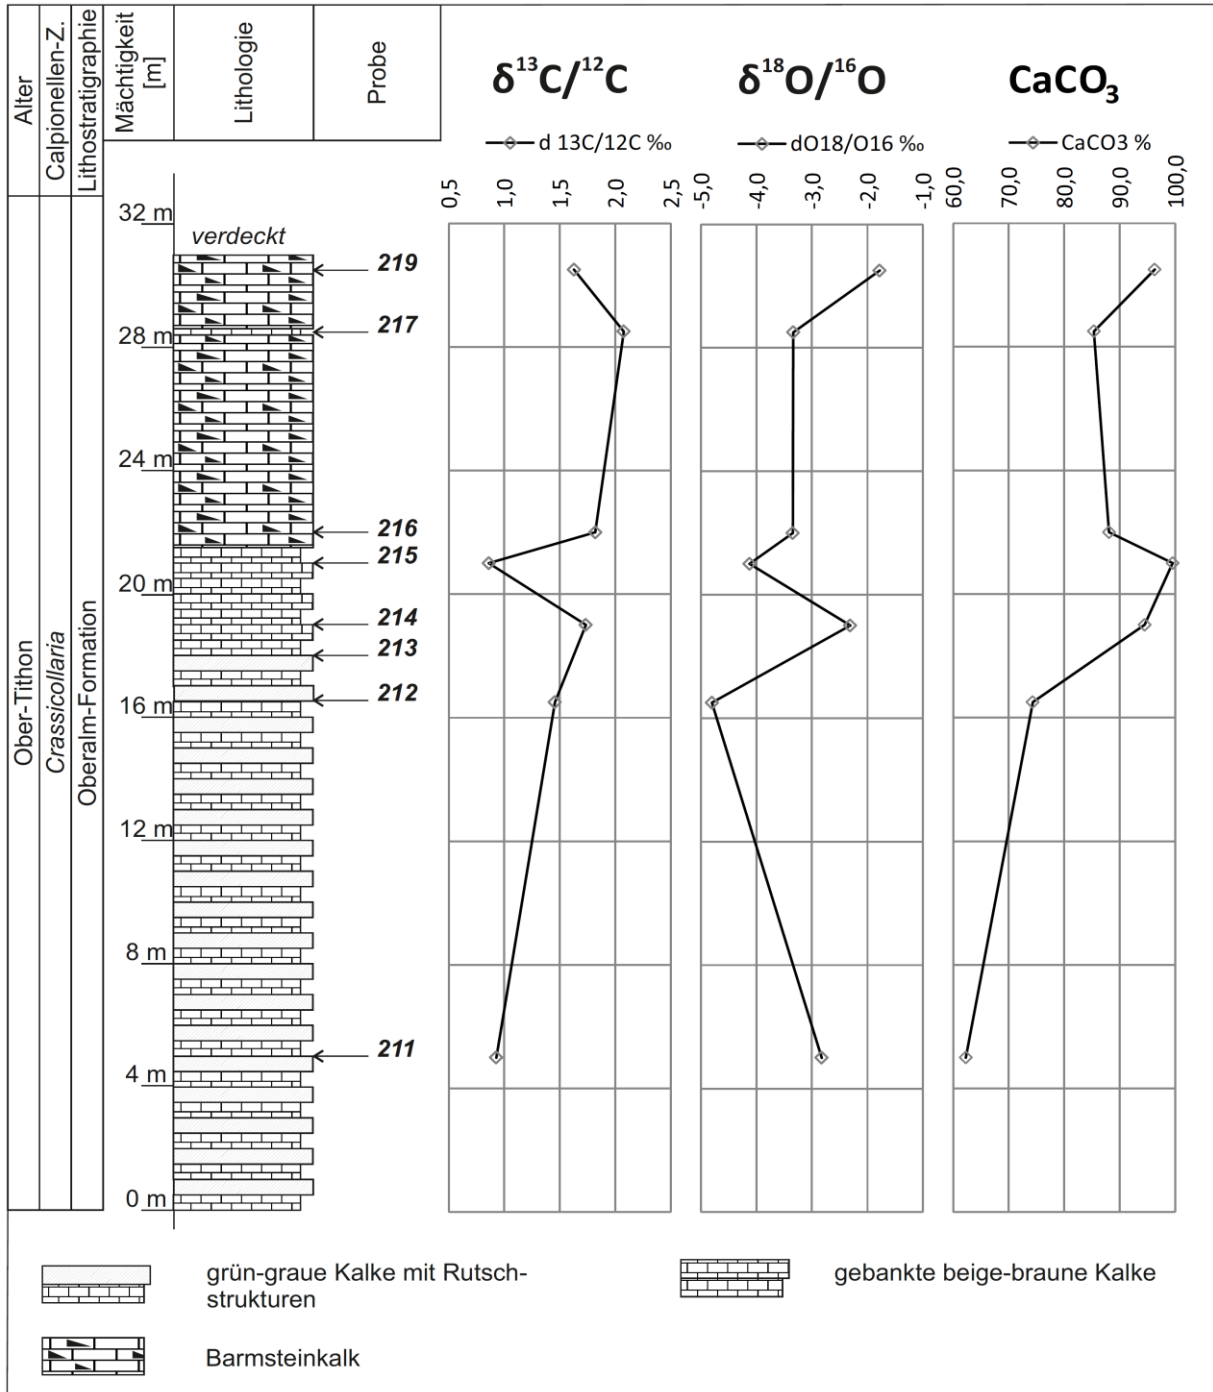 Alter
Calpionellen-Z.
Lithostratigraphie
Mächtigkeit
[m]
Lithologie
Probe
δ¹³C/¹²C
δ¹⁸O/¹⁶O
CaCO₃
d 13C/12C ‰
dO18/O16 ‰
CaCO3 %
0,5 1,0 1,5 2,0 2,5
-5,0 -4,0 -3,0 -2,0 -1,0
60,0 70,0 80,0 90,0 100,0
Ober-Tithon
Crassicollaria
Oberalm-Formation
32 m
verdeckt
219
217
28 m
24 m
216
215
20 m
214
213
212
16 m
12 m
8 m
211
4 m
0 m
grün-graue Kalke mit Rutsch-
strukturen
gebankte beige-braune Kalke
Barmsteinkalk